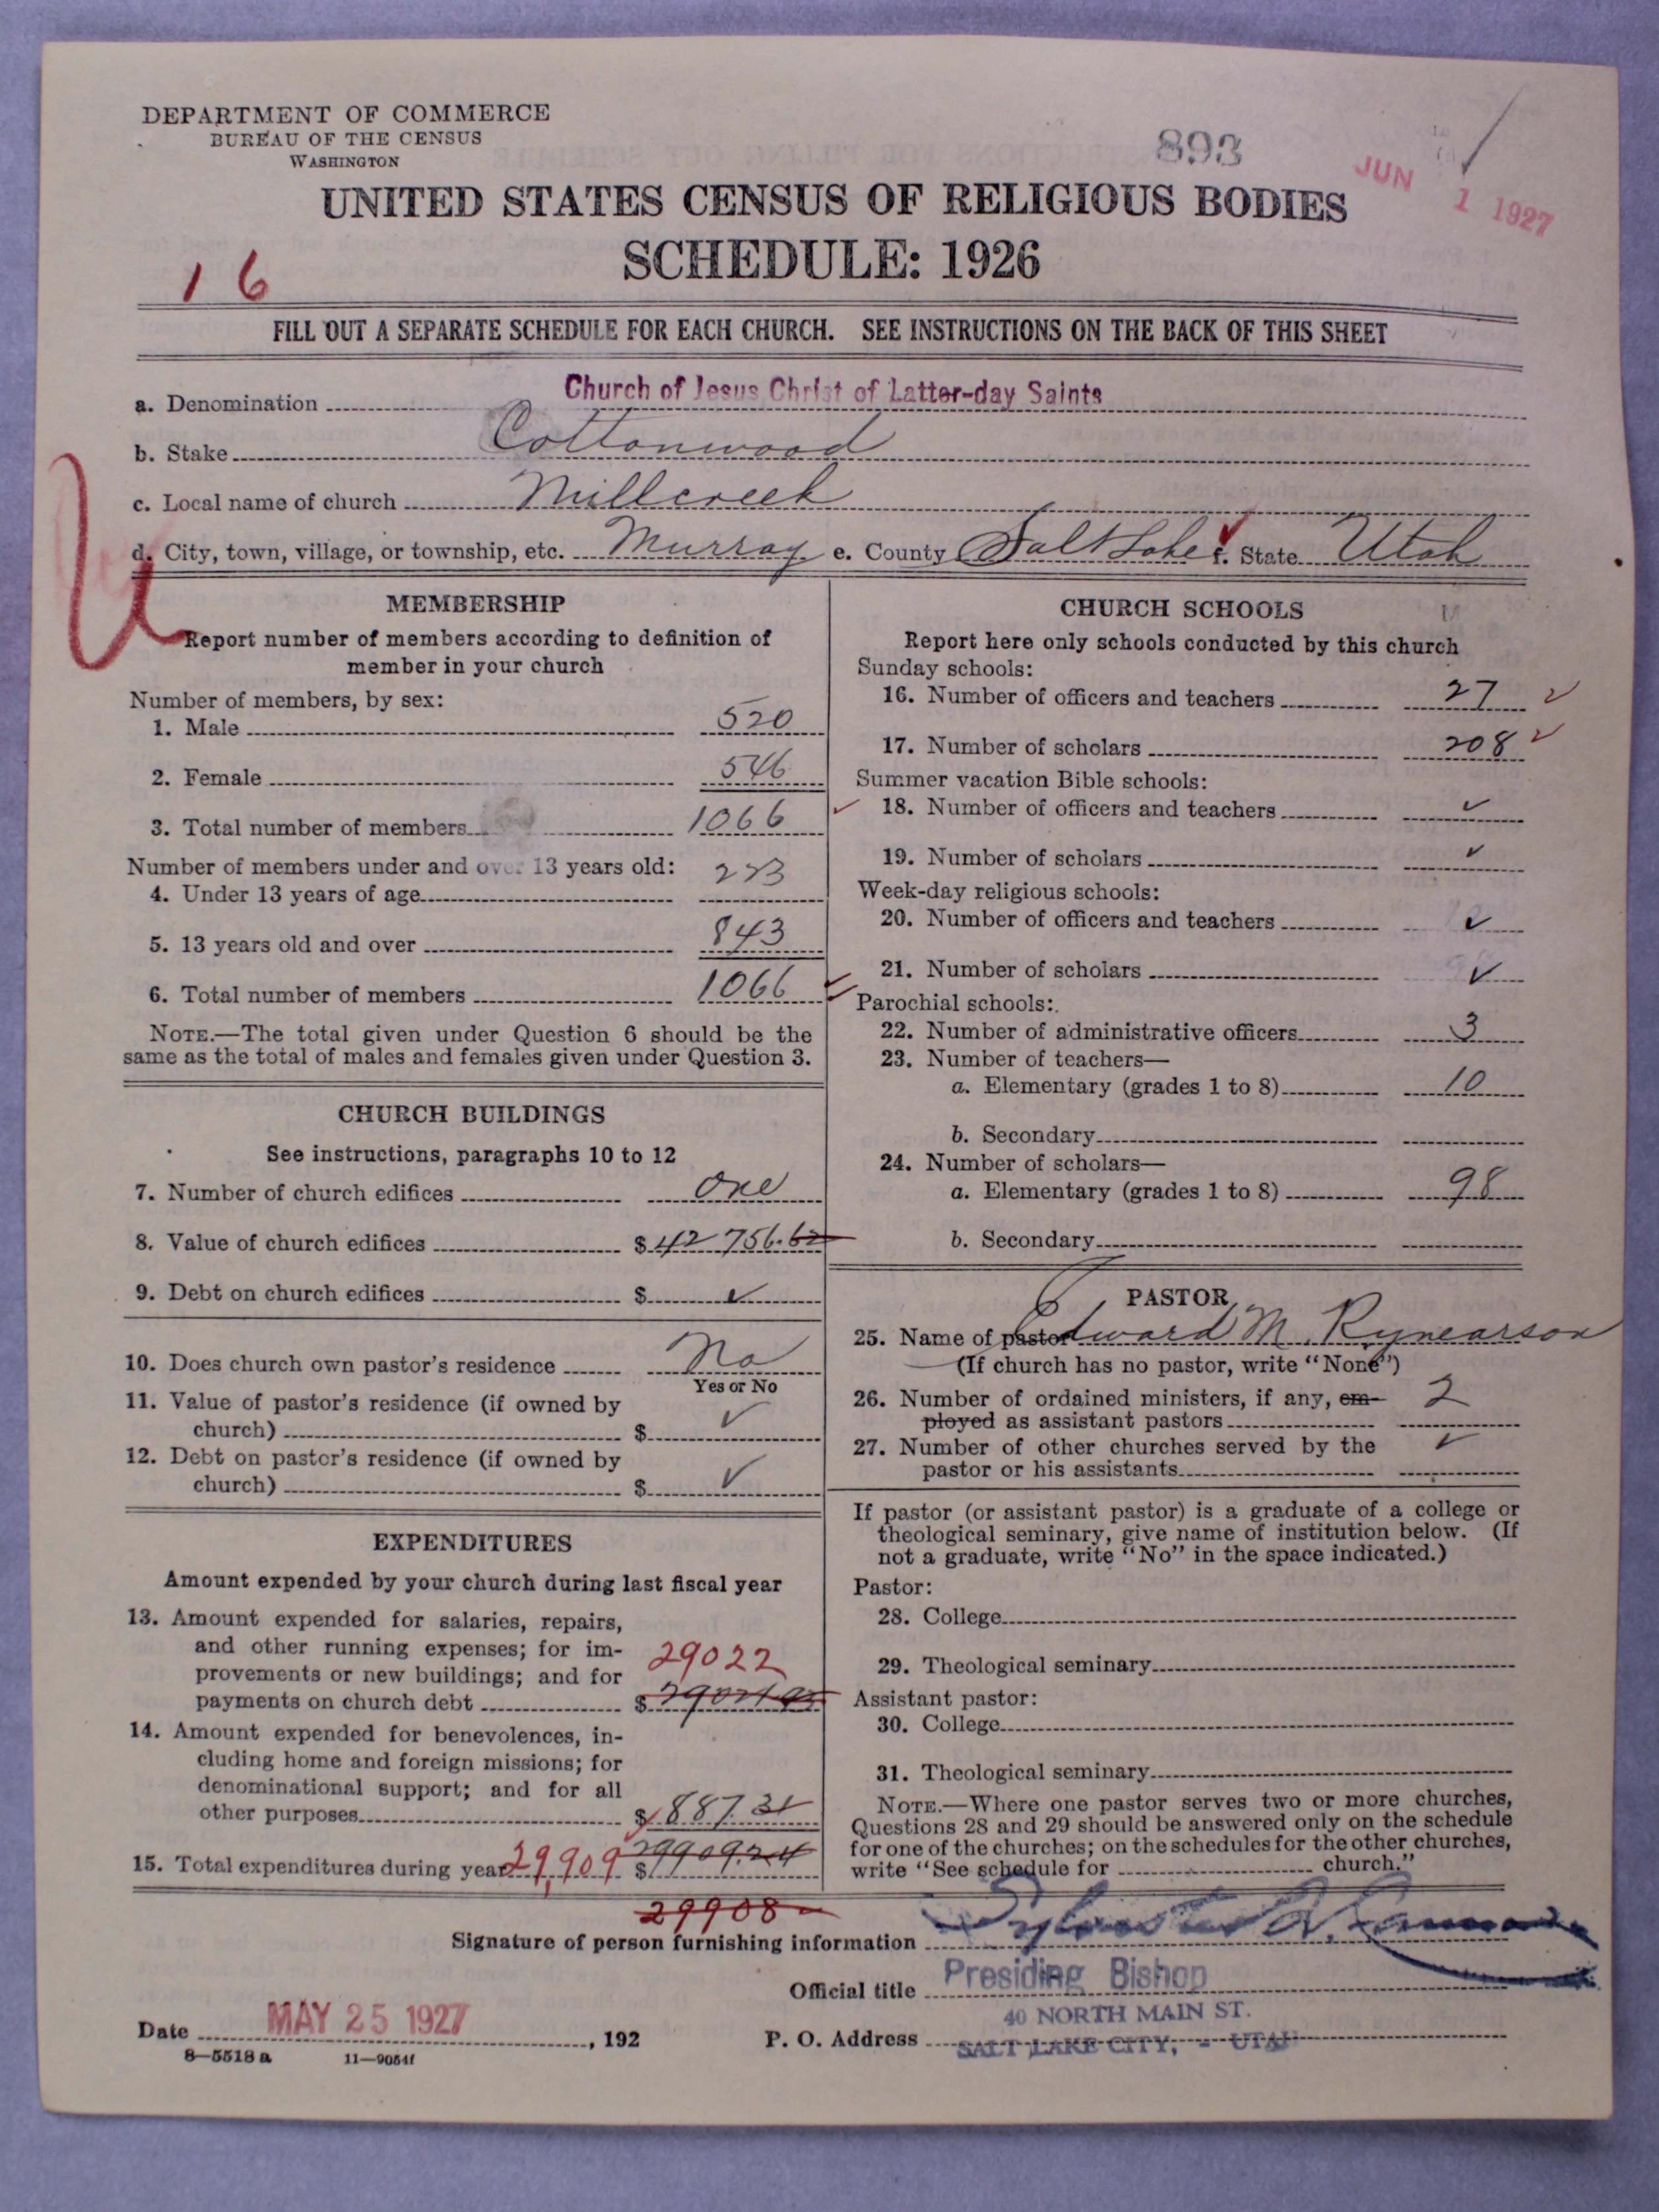 DEPARTMENT OF COMMERCE
BUREAU OF THE CENSUS
WASHINGTON
893
JUN 1 1927
UNITED STATES CENSUS OF RELIGIOUS BODIES
SCHEDULE: 1926
16
FILL OUT A SEPARATE SCHEDULE FOR EACH CHURCH. SEE INSTRUCTIONS ON THE BACK OF THIS SHEET
a. Denomination Church of Jesus Christ of Latter-day Saints
b. Stake Cottonwood
c. Local name of church Millcreek
d. City, town, village, or township, etc. Murray e. County Salt Lake f. State Utah
MEMBERSHIP
Report number of members according to definition of
member in your church
Number of members, by sex:
1. Male 520
2. Female 546
3. Total number of members 1066
Number of members under and over 13 years old:
4. Under 13 years of age 223
5. 13 years old and over 843
6. Total number of members 1066
NOTE.—The total given under Question 6 should be the
same as the total of males and females given under Question 3.
CHURCH BUILDINGS
See instructions, paragraphs 10 to 12
7. Number of church edifices one
8. Value of church edifices $42756.62
9. Debt on church edifices $ ✓
10. Does church own pastor's residence No
Yes or No
11. Value of pastor's residence (if owned by
church) $ ✓
12. Debt on pastor's residence (if owned by
church) $ ✓
EXPENDITURES
Amount expended by your church during last fiscal year
13. Amount expended for salaries, repairs,
and other running expenses; for im-
provements or new buildings; and for 29022
payments on church debt $ 29021.93
14. Amount expended for benevolences, in-
cluding home and foreign missions; for
denominational support; and for all
other purposes $ 887.31
15. Total expenditures during year 29,909 $ 29909.24
29908
CHURCH SCHOOLS
Report here only schools conducted by this church
Sunday schools:
16. Number of officers and teachers 27 ✓
17. Number of scholars 208 ✓
Summer vacation Bible schools:
18. Number of officers and teachers ✓
19. Number of scholars ✓
Week-day religious schools:
20. Number of officers and teachers ✓
21. Number of scholars ✓
Parochial schools:
22. Number of administrative officers 3
23. Number of teachers—
a. Elementary (grades 1 to 8) 10
b. Secondary
24. Number of scholars—
a. Elementary (grades 1 to 8) 98
b. Secondary
PASTOR
25. Name of pastor Edward M. Rynearson
(If church has no pastor, write "None")
26. Number of ordained ministers, if any, em- 2
ployed as assistant pastors
27. Number of other churches served by the ✓
pastor or his assistants
If pastor (or assistant pastor) is a graduate of a college or
theological seminary, give name of institution below. (If
not a graduate, write "No" in the space indicated.)
Pastor:
28. College
29. Theological seminary
Assistant pastor:
30. College
31. Theological seminary
NOTE.—Where one pastor serves two or more churches,
Questions 28 and 29 should be answered only on the schedule
for one of the churches; on the schedules for the other churches,
write "See schedule for church."
Signature of person furnishing information Sylvester Q. Cannon
Official title Presiding Bishop
40 NORTH MAIN ST.
Date MAY 25 1927, 192 P. O. Address SALT LAKE CITY, - UTAH
8—5518a 11—9054f